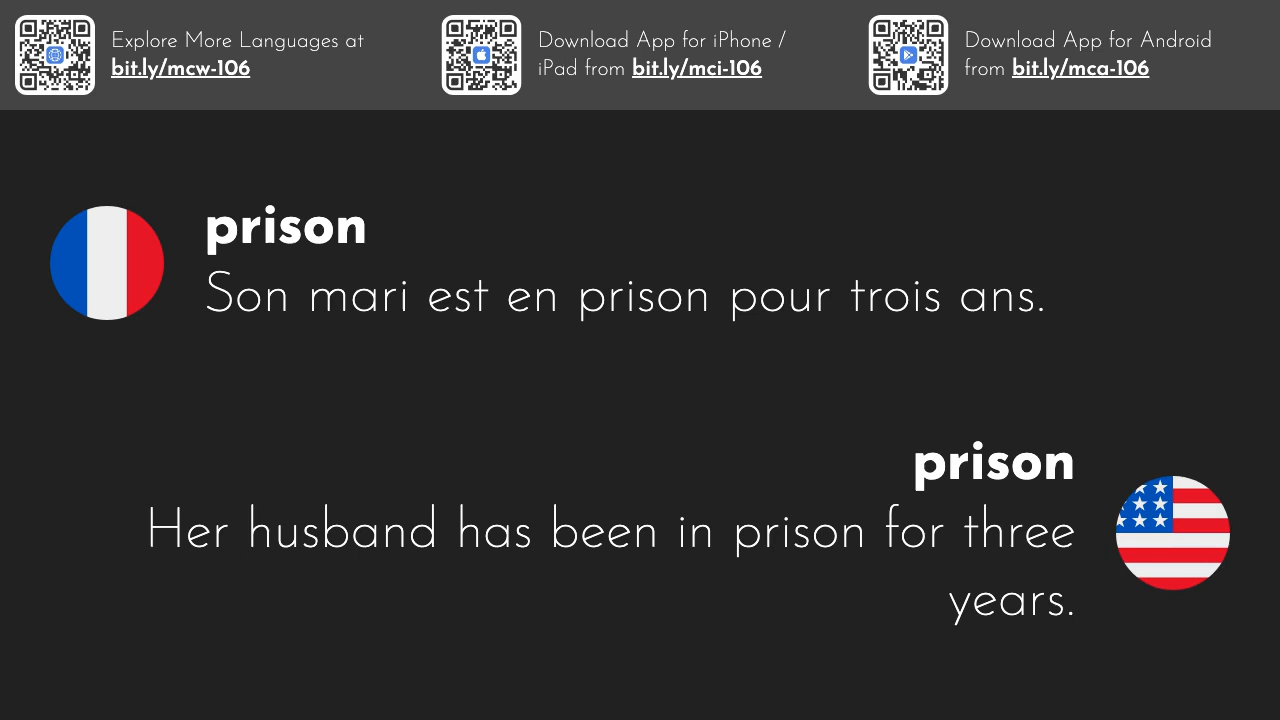 Explore More Languages at
bit.ly/mcw-106
Download App for iPhone /
iPad from bit.ly/mci-106
Download App for Android
from bit.ly/mca-106
prison
Son mari est en prison pour trois ans.
prison
Her husband has been in prison for three
years.